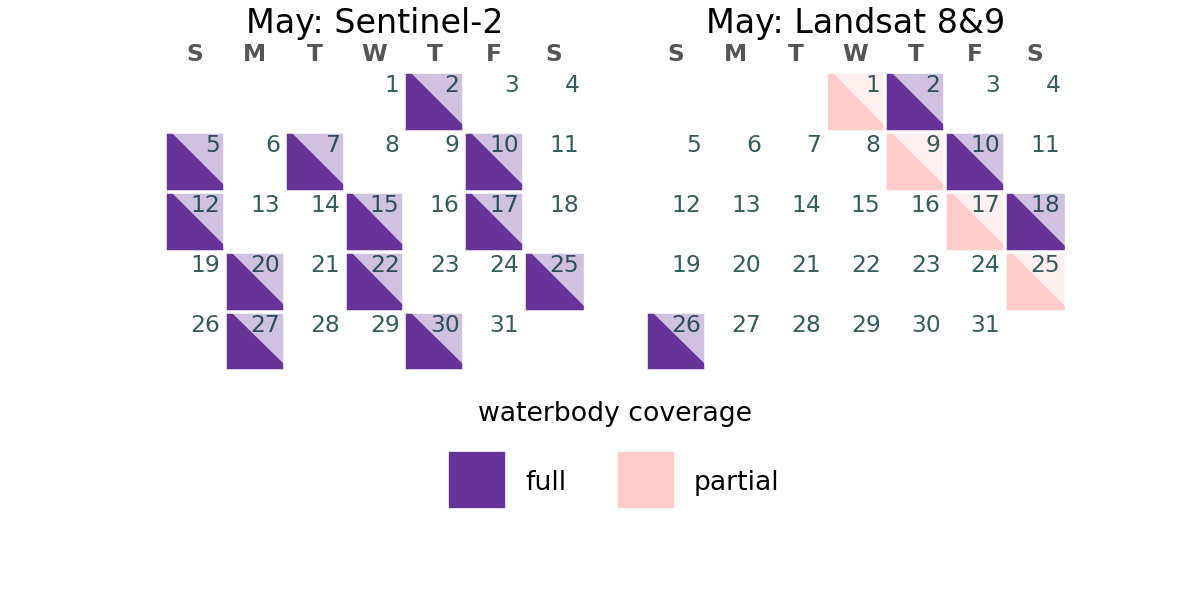 May: Sentinel-2
S M T W T F S
1 2 3 4
5 6 7 8 9 10 11
12 13 14 15 16 17 18
19 20 21 22 23 24 25
26 27 28 29 30 31
May: Landsat 8&9
S M T W T F S
1 2 3 4
5 6 7 8 9 10 11
12 13 14 15 16 17 18
19 20 21 22 23 24 25
26 27 28 29 30 31
waterbody coverage
full partial